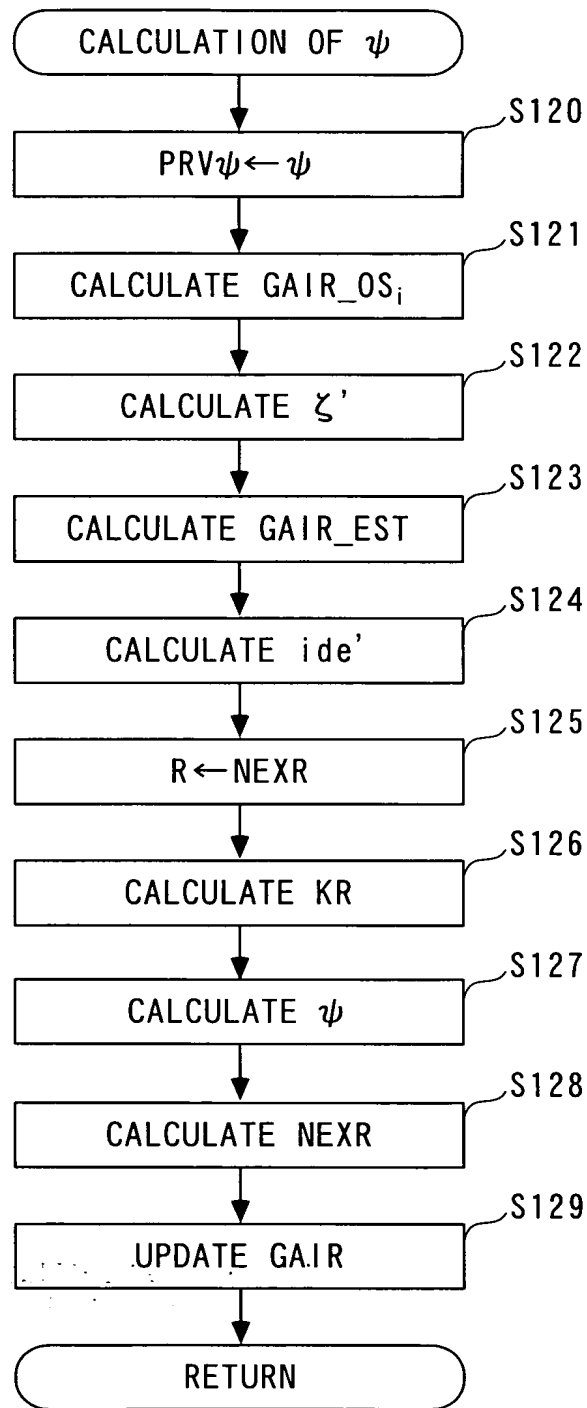 CALCULATION OF ψ
S120
PRVψ←ψ
S121
CALCULATE GAIR_OSi
S122
CALCULATE ζ'
S123
CALCULATE GAIR_EST
S124
CALCULATE ide'
S125
R←NEXR
S126
CALCULATE KR
S127
CALCULATE ψ
S128
CALCULATE NEXR
S129
UPDATE GAIR
RETURN